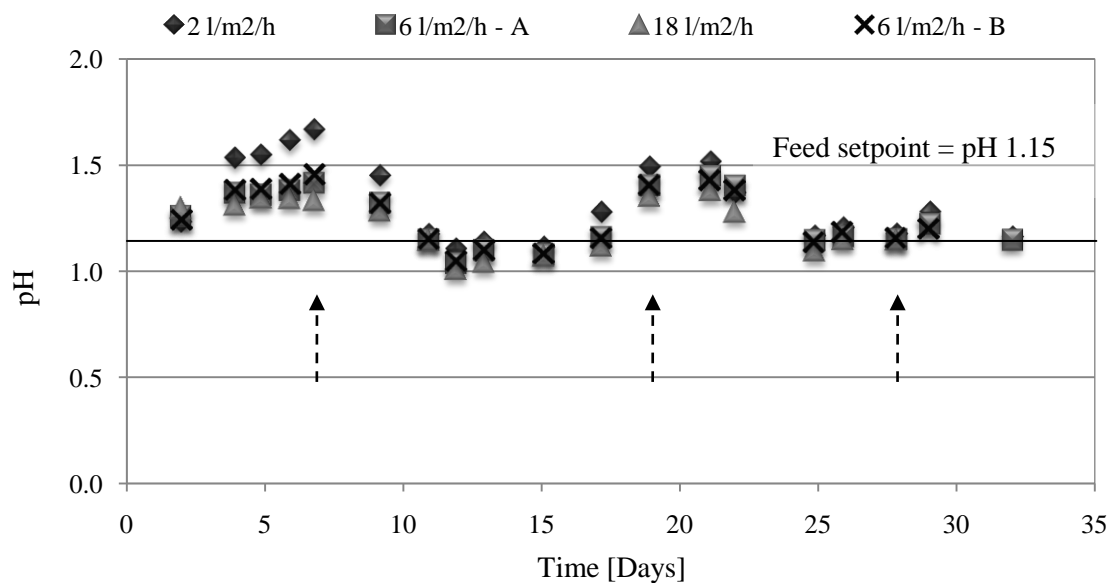 2 l/m2/h 6 l/m2/h - A 18 l/m2/h 6 l/m2/h - B
2.0
1.5
1.0
0.5
0.0
pH
Feed setpoint = pH 1.15
0 5 10 15 20 25 30 35
Time [Days]